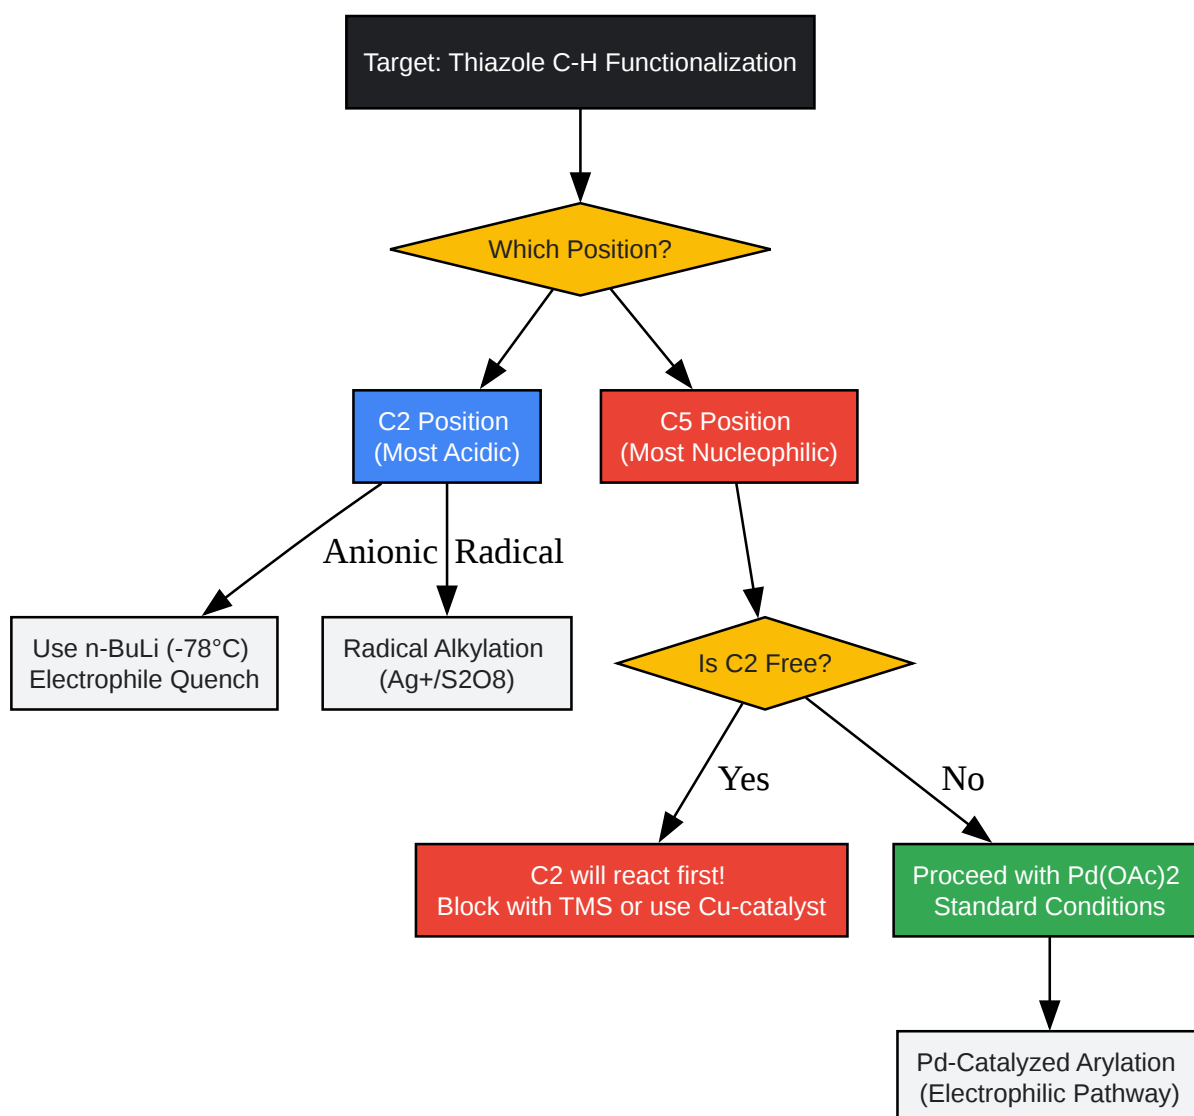 Target: Thiazole C-H Functionalization
Which Position?
C2 Position
(Most Acidic)
C5 Position
(Most Nucleophilic)
Anionic
Radical
Use n-BuLi (-78°C)
Electrophile Quench
Radical Alkylation
(Ag+/S2O8)
Is C2 Free?
Yes
No
C2 will react first!
Block with TMS or use Cu-catalyst
Proceed with Pd(OAc)2
Standard Conditions
Pd-Catalyzed Arylation
(Electrophilic Pathway)